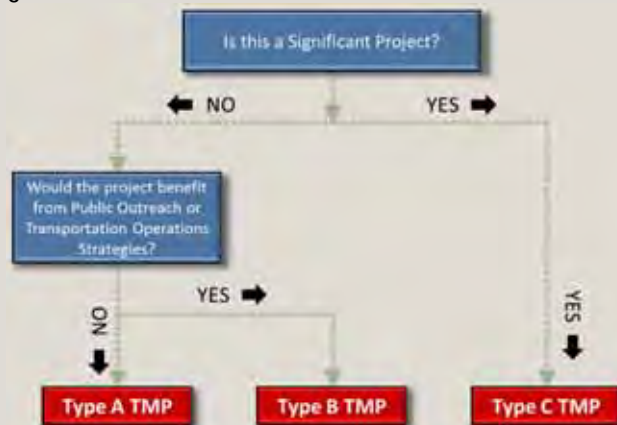 Is this a Significant Project?
NO
YES
Would the project benefit
from Public Outreach or
Transportation Operations
Strategies?
YES
NO
YES
Type A TMP
Type B TMP
Type C TMP